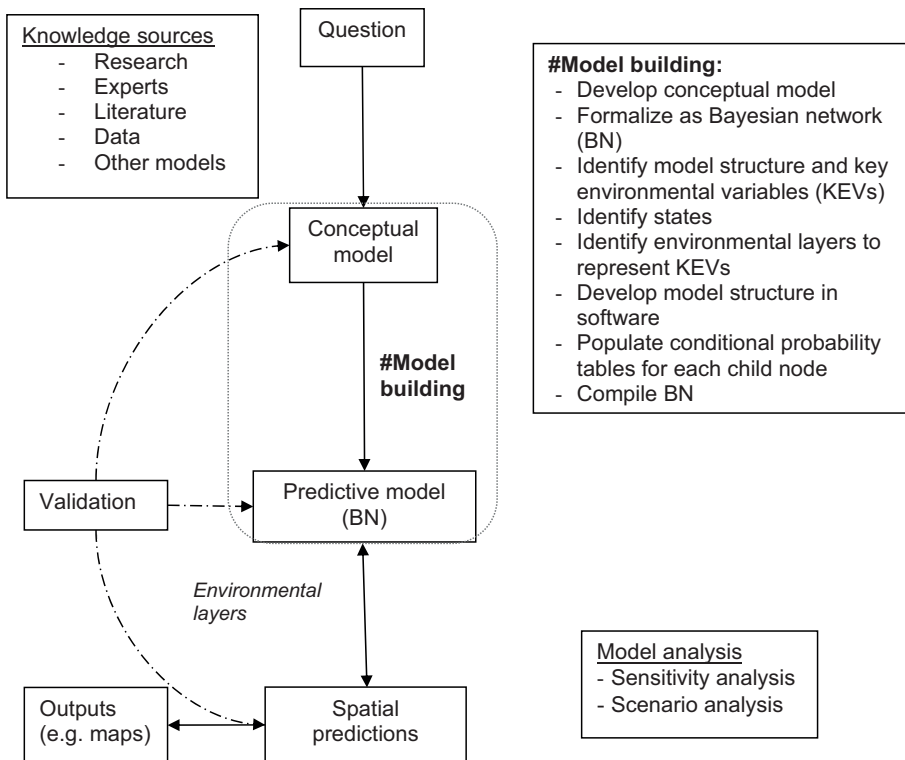 Knowledge sources
- Research
- Experts
- Literature
- Data
- Other models
Question
#Model building:
- Develop conceptual model
- Formalize as Bayesian network
(BN)
- Identify model structure and key
environmental variables (KEVs)
- Identify states
- Identify environmental layers to
represent KEVs
- Develop model structure in
software
- Populate conditional probability
tables for each child node
- Compile BN
Conceptual
model
#Model
building
Validation
Predictive model
(BN)
Environmental
layers
Outputs
(e.g. maps)
Spatial
predictions
Model analysis
- Sensitivity analysis
- Scenario analysis